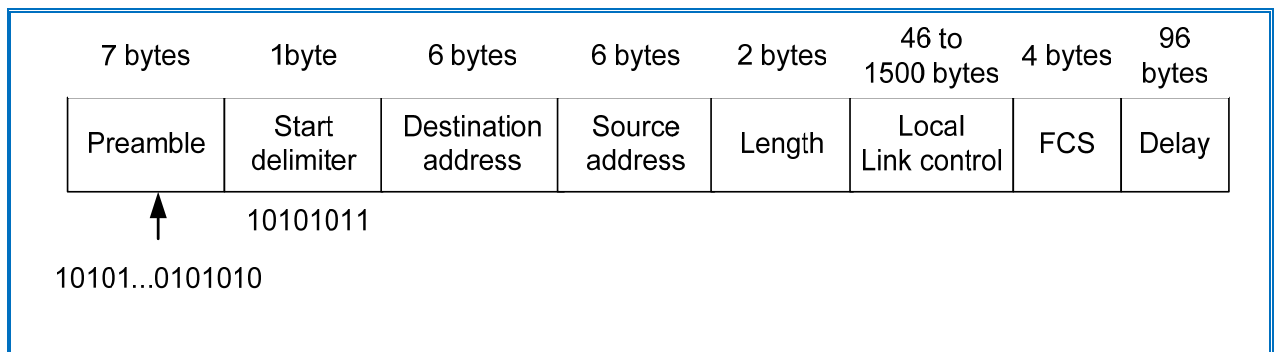 7 bytes
1byte
6 bytes
6 bytes
2 bytes
46 to
1500 bytes
4 bytes
96
bytes
Preamble
Start
delimiter
Destination
address
Source
address
Length
Local
Link control
FCS
Delay
10101011
10101...0101010